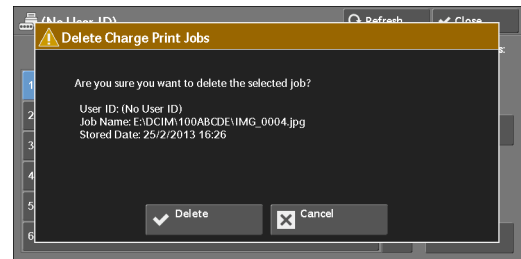 (No User ID)
Refresh
Close
Delete Charge Print Jobs
Are you sure you want to delete the selected job?
User ID: (No User ID)
Job Name: E:\DCIM\100ABCDE\IMG_0004.jpg
Stored Date: 25/2/2013 16:26
1
2
3
4
5
6
Delete
Cancel